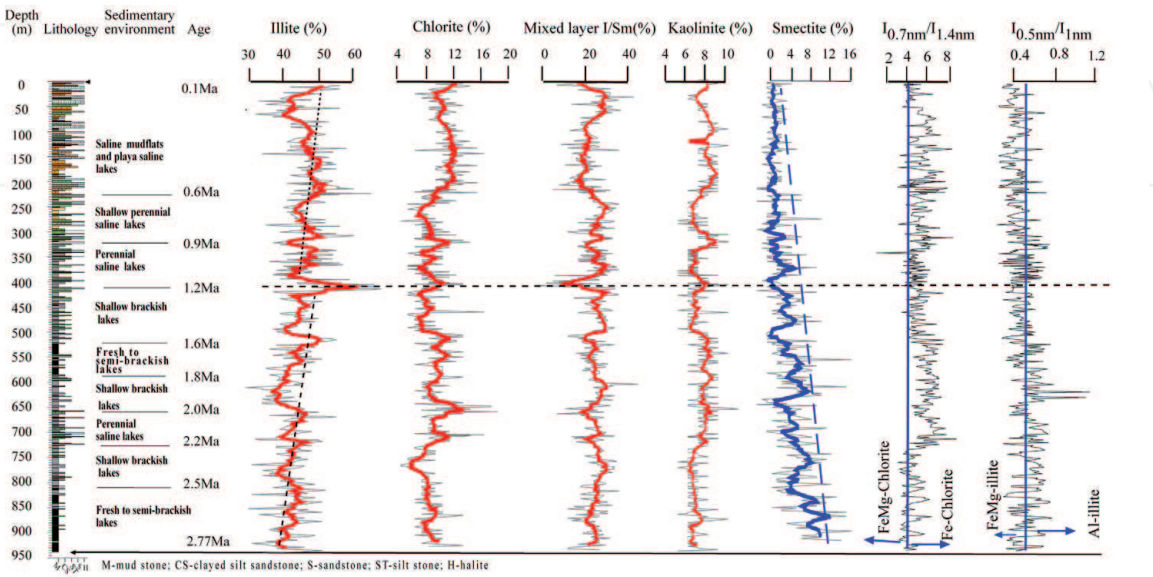 Depth (m)
Lithology
Sedimentary environment
Age
Illite (%)
Chlorite (%)
Mixed layer I/Sm(%)
Kaolinite (%)
Smectite (%)
I0.7nm/I1.4nm
I0.5nm/I1nm
30 40 50 60
4 8 12 16 20
0 20 40
4 6 8 10
0 4 8 12 16
2 4 6 8
0.4 0.8 1.2
0
50
100
150
200
250
300
350
400
450
500
550
600
650
700
750
800
850
900
950
Saline mudflats
and playa saline
lakes
Shallow perennial
saline lakes
Perennial
saline lakes
Shallow brackish
lakes
Fresh to
semi-brackish
lakes
Shallow brackish
lakes
Perennial
saline lakes
Shallow brackish
lakes
Fresh to semi-brackish
lakes
0.1Ma
0.6Ma
0.9Ma
1.2Ma
1.6Ma
1.8Ma
2.0Ma
2.2Ma
2.5Ma
2.77Ma
FeMg-Chlorite
Fe-Chlorite
FeMg-illite
Al-illite
M-mud stone; CS-clayed silt sandstone; S-sandstone; ST-silt stone; H-halite